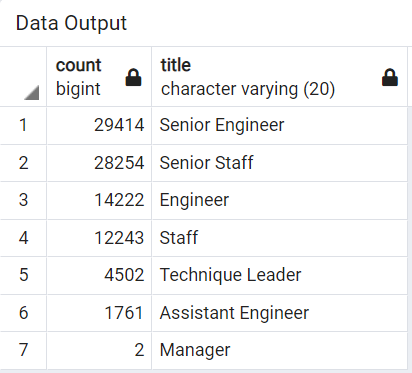 Data Output
count title
bigint character varying (20)
1 29414 Senior Engineer
2 28254 Senior Staff
3 14222 Engineer
4 12243 Staff
5 4502 Technique Leader
6 1761 Assistant Engineer
7 2 Manager